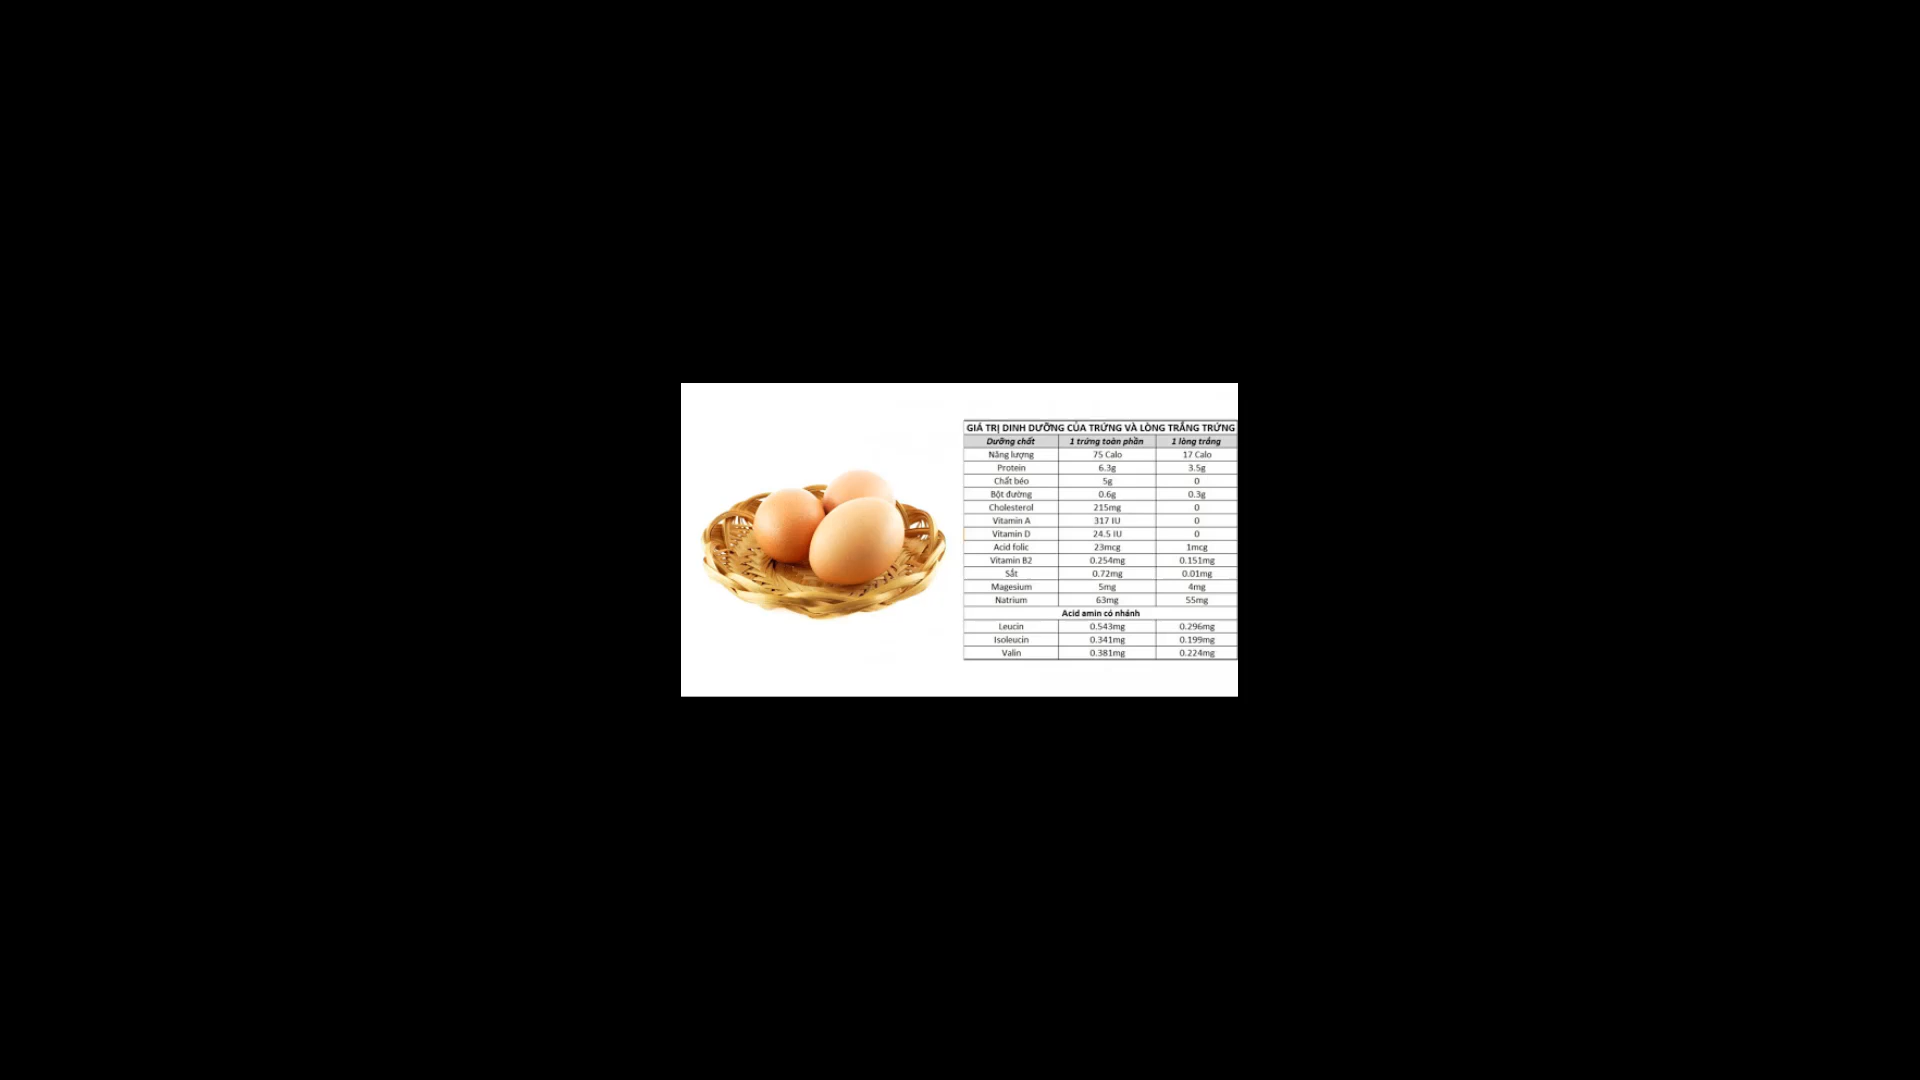 GIÁ TRỊ DINH DƯỠNG CỦA TRỨNG VÀ LÒNG TRẮNG TRỨNG
Dưỡng chất 1 trứng toàn phần 1 lòng trắng
Năng lượng 75 Calo 17 Calo
Protein 6.3g 3.5g
Chất béo 5g 0
Bột đường 0.6g 0.3g
Cholesterol 215mg 0
Vitamin A 317 IU 0
Vitamin D 24.5 IU 0
Acid folic 23mcg 1mcg
Vitamin B2 0.254mg 0.151mg
Sắt 0.72mg 0.01mg
Magesium 5mg 4mg
Natrium 63mg 55mg
Acid amin có nhánh
Leucin 0.543mg 0.296mg
Isoleucin 0.341mg 0.199mg
Valin 0.381mg 0.224mg